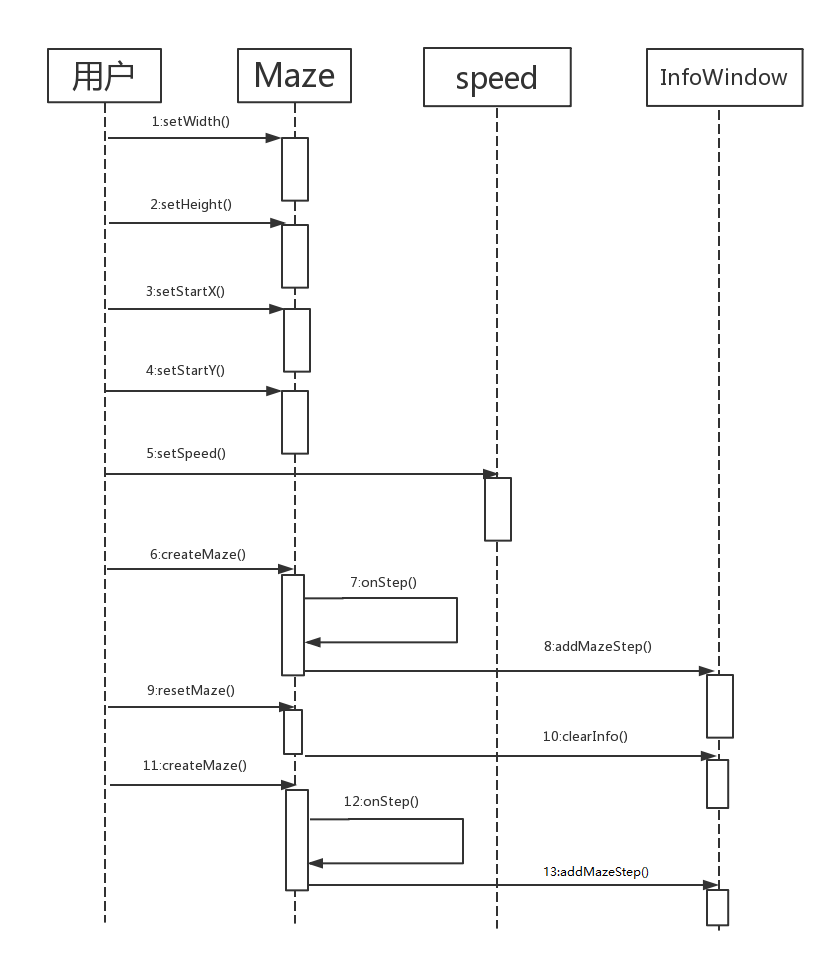 用户
Maze
speed
InfoWindow
1:setWidth()
2:setHeight()
3:setStartX()
4:setStartY()
5:setSpeed()
6:createMaze()
7:onStep()
8:addMazeStep()
9:resetMaze()
10:clearInfo()
11:createMaze()
12:onStep()
13:addMazeStep()